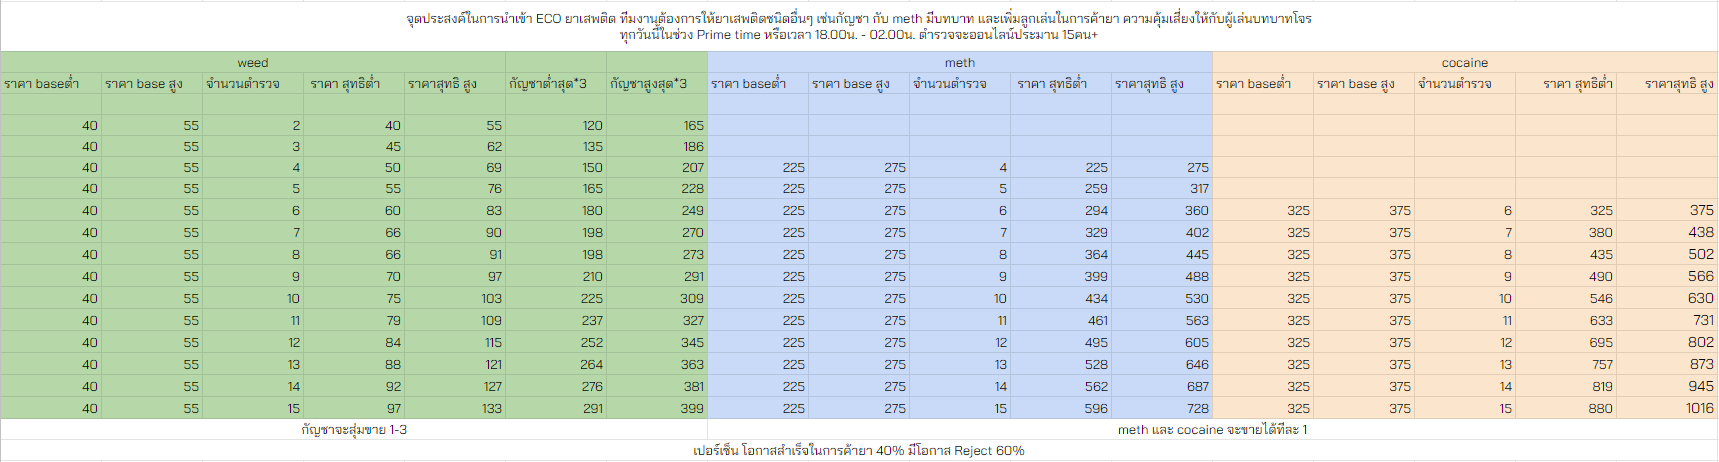 จุดประสงค์ในการนำเข้า ECO ยาเสพติด ทีมงานต้องการให้ยาเสพติดชนิดอื่นๆ เช่นกัญชา กับ meth มีบทบาท และเพิ่มลูกเล่นในการค้ายา ความคุ้มเสี่ยงให้กับผู้เล่นบทบาทโจร
ทุกวันนี้ในช่วง Prime time หรือเวลา 18.00น. - 02.00น. ตำรวจจะออนไลน์ประมาน 15คน+
weed meth cocaine
ราคา baseต่ำ ราคา base สูง จำนวนตำรวจ ราคา สุทธิต่ำ ราคาสุทธิ สูง กัญชาต่ำสุด*3 กัญชาสูงสุด*3 ราคา baseต่ำ ราคา base สูง จำนวนตำรวจ ราคา สุทธิต่ำ ราคาสุทธิ สูง ราคา baseต่ำ ราคา base สูง จำนวนตำรวจ ราคา สุทธิต่ำ ราคาสุทธิ สูง
40 55 2 40 55 120 165
40 55 3 45 62 135 186
40 55 4 50 69 150 207 225 275 4 225 275
40 55 5 55 76 165 228 225 275 5 259 317
40 55 6 60 83 180 249 225 275 6 294 360 325 375 6 325 375
40 55 7 66 90 198 270 225 275 7 329 402 325 375 7 380 438
40 55 8 66 91 198 273 225 275 8 364 445 325 375 8 435 502
40 55 9 70 97 210 291 225 275 9 399 488 325 375 9 490 566
40 55 10 75 103 225 309 225 275 10 434 530 325 375 10 546 630
40 55 11 79 109 237 327 225 275 11 461 563 325 375 11 633 731
40 55 12 84 115 252 345 225 275 12 495 605 325 375 12 695 802
40 55 13 88 121 264 363 225 275 13 528 646 325 375 13 757 873
40 55 14 92 127 276 381 225 275 14 562 687 325 375 14 819 945
40 55 15 97 133 291 399 225 275 15 596 728 325 375 15 880 1016
กัญชาจะสุ่มขาย 1-3 meth และ cocaine จะขายได้ทีละ 1
เปอร์เซ็น โอกาสสำเร็จในการค้ายา 40% มีโอกาส Reject 60%